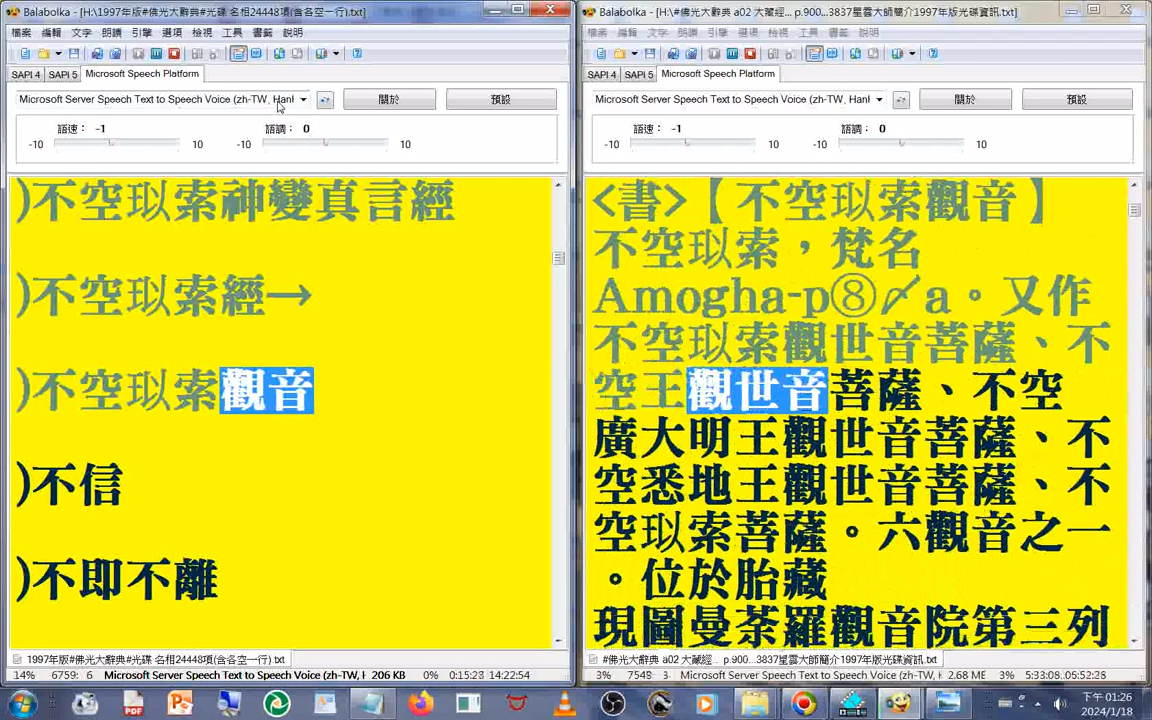 Balabolka - [H:\1997年版#佛光大辭典#光碟 名相24448項(含各空一行).txt]
檔案 編輯 文字 朗讀 引擎 選項 檢視 工具 書籤 說明
SAPI 4 SAPI 5 Microsoft Speech Platform
Microsoft Server Speech Text to Speech Voice (zh-TW, Hanl
關於 預設
語速： -1 語調： 0
-10 10 -10 10
)不空玐索神變真言經
)不空玐索經→
)不空玐索觀音
)不信
)不即不離
1997年版#佛光大辭典#光碟 名相24448項(含各空一行).txt
14% 6759: 6 Microsoft Server Speech Text to Speech Voice (zh-TW, H 206 KB 0% 0:15:23 14:22:54
Balabolka - [H:\#佛光大辭典 a02 大藏經... p.900...3837星雲大師簡介1997年版光碟資訊.txt]
檔案 編輯 文字 朗讀 引擎 選項 檢視 工具 書籤 說明
SAPI 4 SAPI 5 Microsoft Speech Platform
Microsoft Server Speech Text to Speech Voice (zh-TW, Hanl
關於 預設
語速： -1 語調： 0
-10 10 -10 10
<書>【不空玐索觀音】
不空玐索，梵名
Amogha-p⑧〆a。又作
不空玐索觀世音菩薩、不
空王觀世音菩薩、不空
廣大明王觀世音菩薩、不
空悉地王觀世音菩薩、不
空玐索菩薩。六觀音之一
。位於胎藏
現圖曼荼羅觀音院第三列
#佛光大辭典 a02 大藏經... p.900...3837星雲大師簡介1997年版光碟資訊.txt
3% 7548: 3 Microsoft Server Speech Text to Speech Voice (zh-TW, 2.68 ME 3% 5:33:08 05:52:28
下午 01:26
2024/1/18